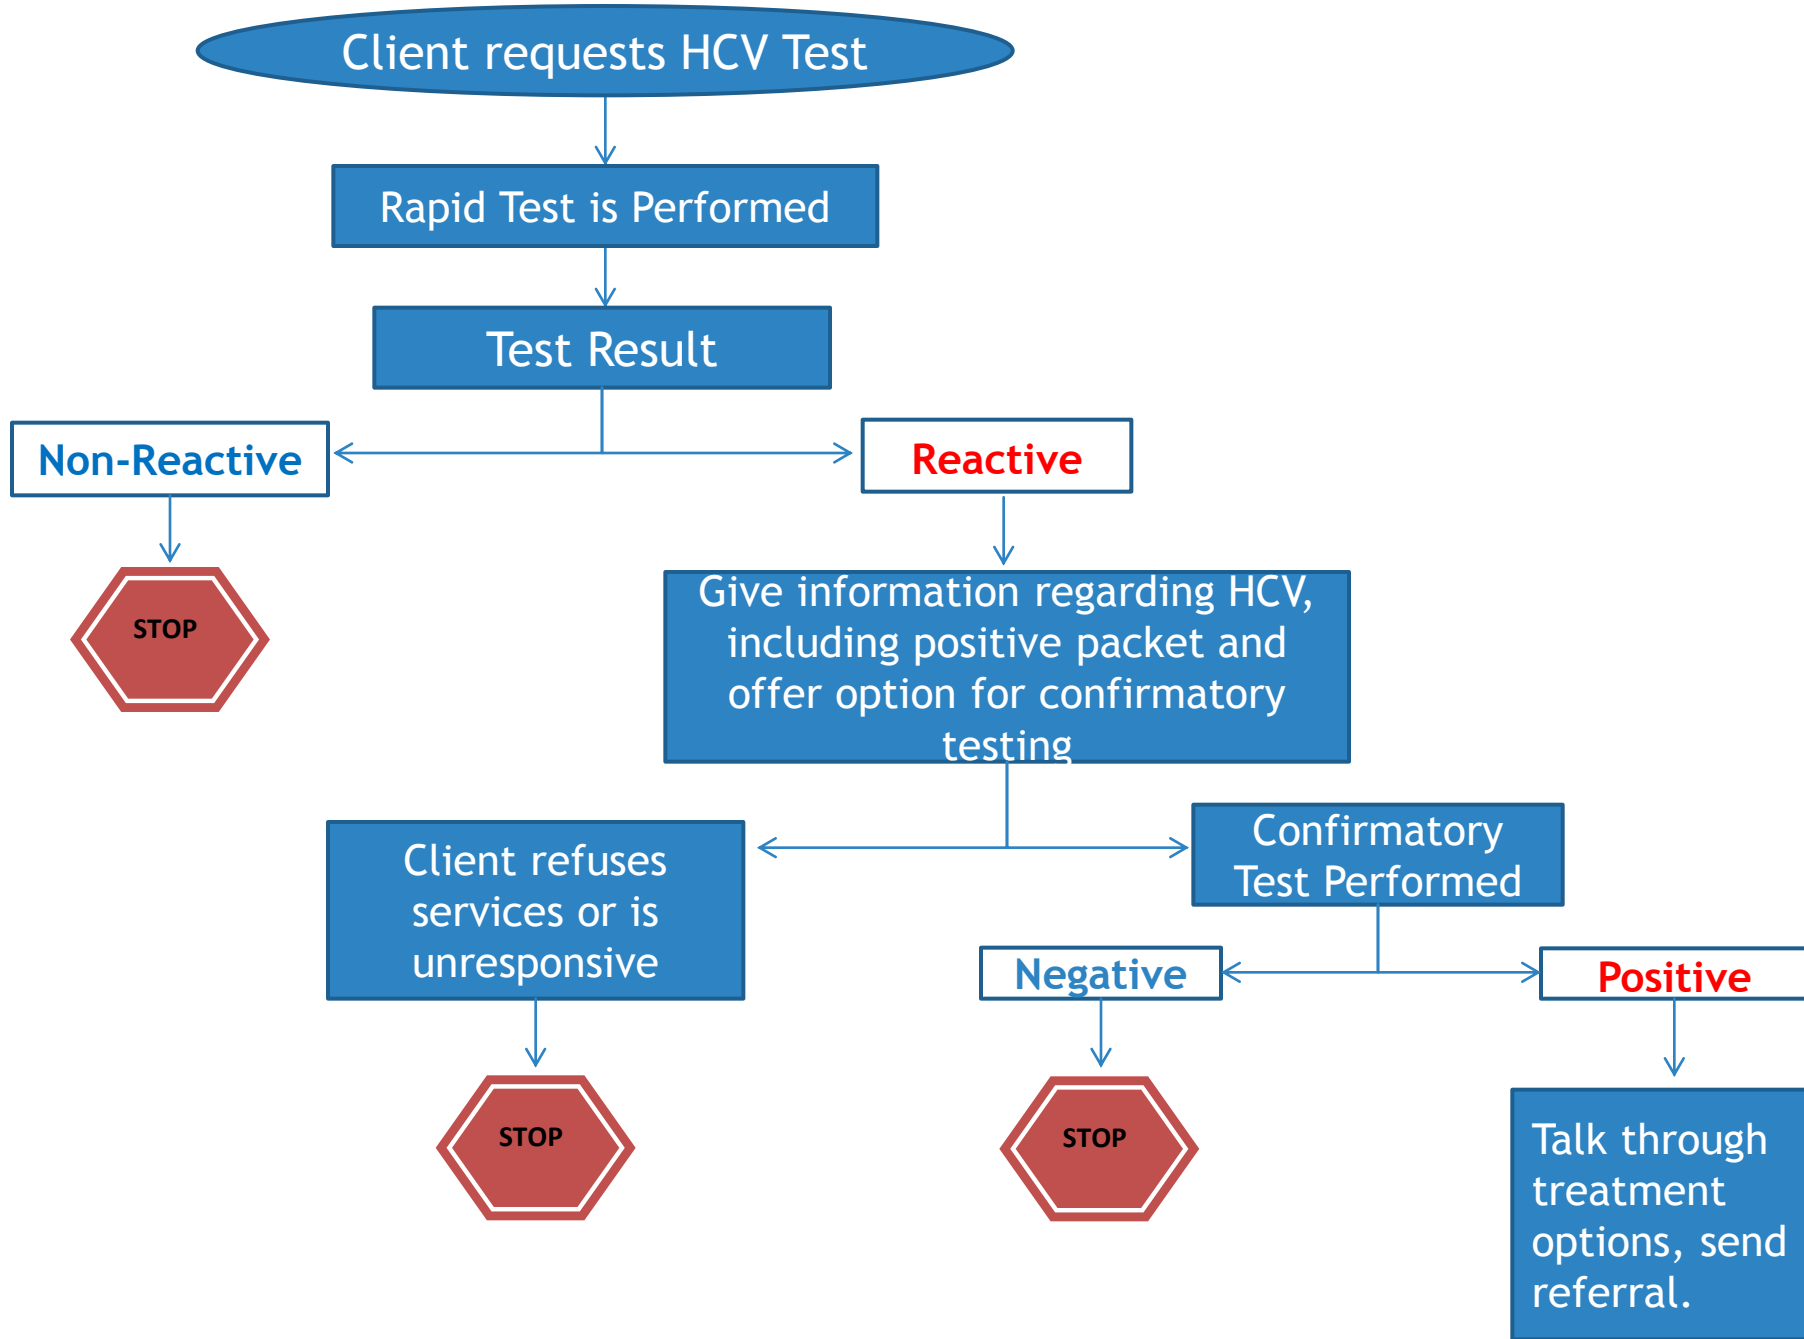 Client requests HCV Test
Rapid Test is Performed
Test Result
Non-Reactive
Reactive
STOP
Give information regarding HCV,
including positive packet and
offer option for confirmatory
testing
Client refuses
services or is
unresponsive
Confirmatory
Test Performed
Negative
Positive
STOP
STOP
Talk through
treatment
options, send
referral.